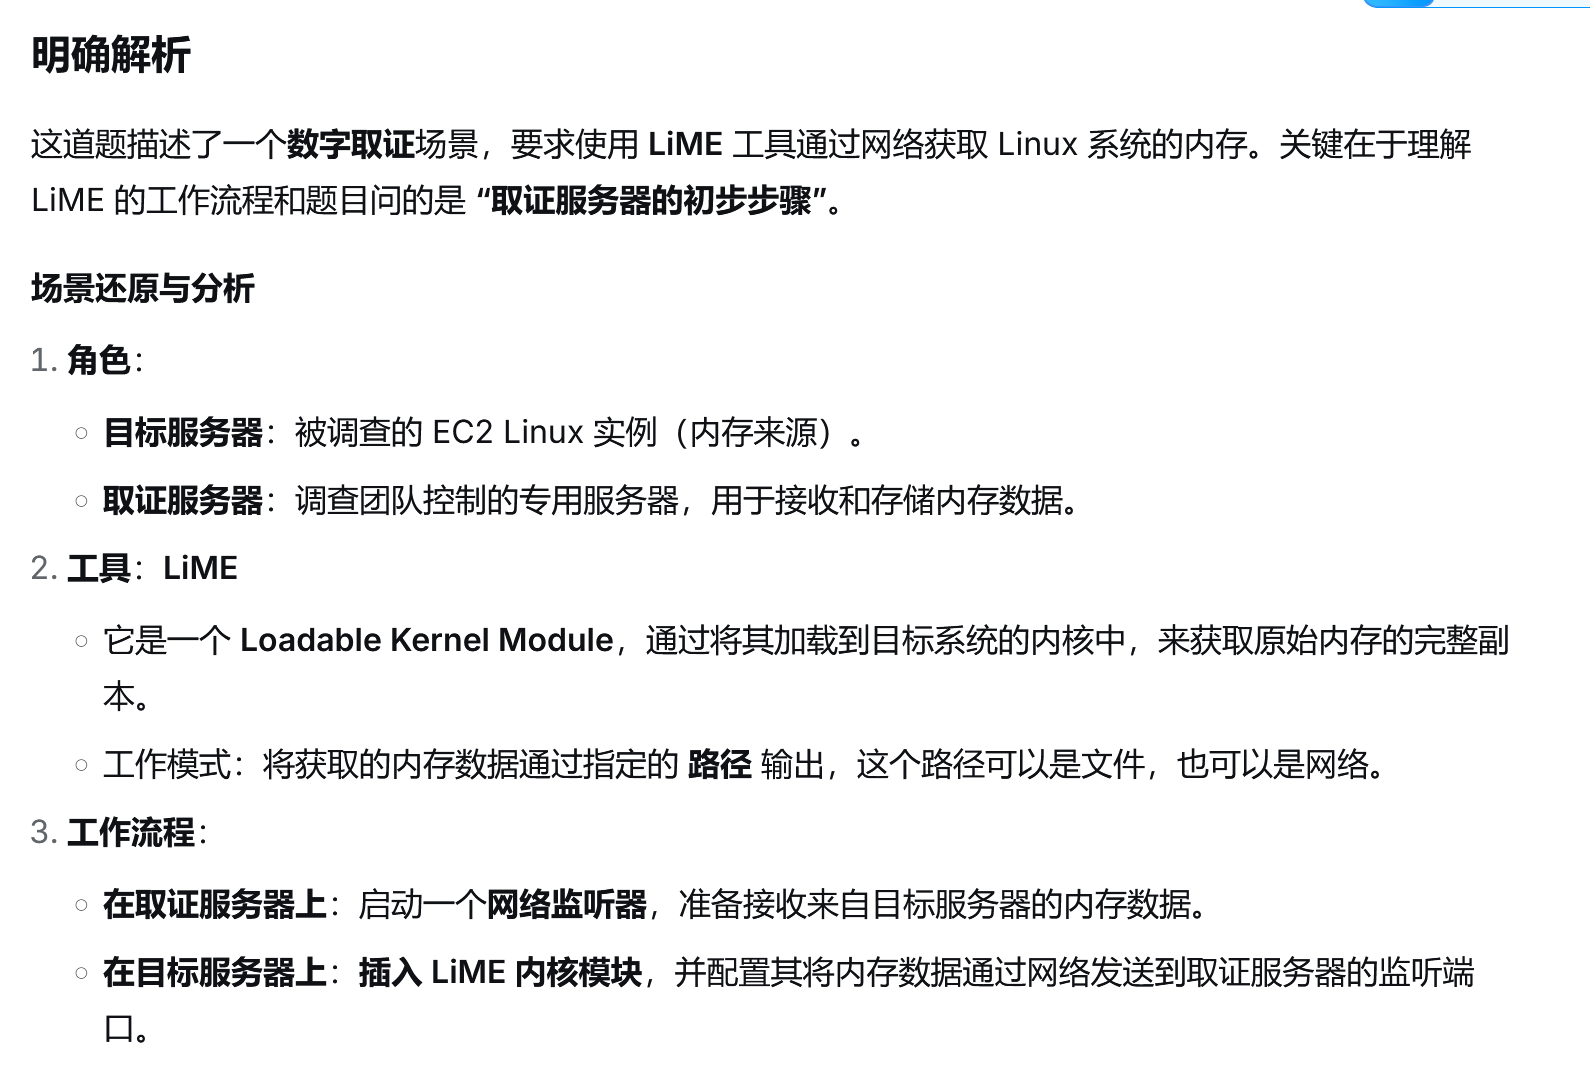 明确解析
这道题描述了一个数字取证场景，要求使用 LiME 工具通过网络获取 Linux 系统的内存。关键在于理解
LiME 的工作流程和题目问的是 “取证服务器的初步步骤”。
场景还原与分析
1. 角色：
○ 目标服务器：被调查的 EC2 Linux 实例（内存来源）。
○ 取证服务器：调查团队控制的专用服务器，用于接收和存储内存数据。
2. 工具：LiME
○ 它是一个 Loadable Kernel Module，通过将其加载到目标系统的内核中，来获取原始内存的完整副
本。
○ 工作模式：将获取的内存数据通过指定的 路径 输出，这个路径可以是文件，也可以是网络。
3. 工作流程：
○ 在取证服务器上：启动一个网络监听器，准备接收来自目标服务器的内存数据。
○ 在目标服务器上：插入 LiME 内核模块，并配置其将内存数据通过网络发送到取证服务器的监听端
口。